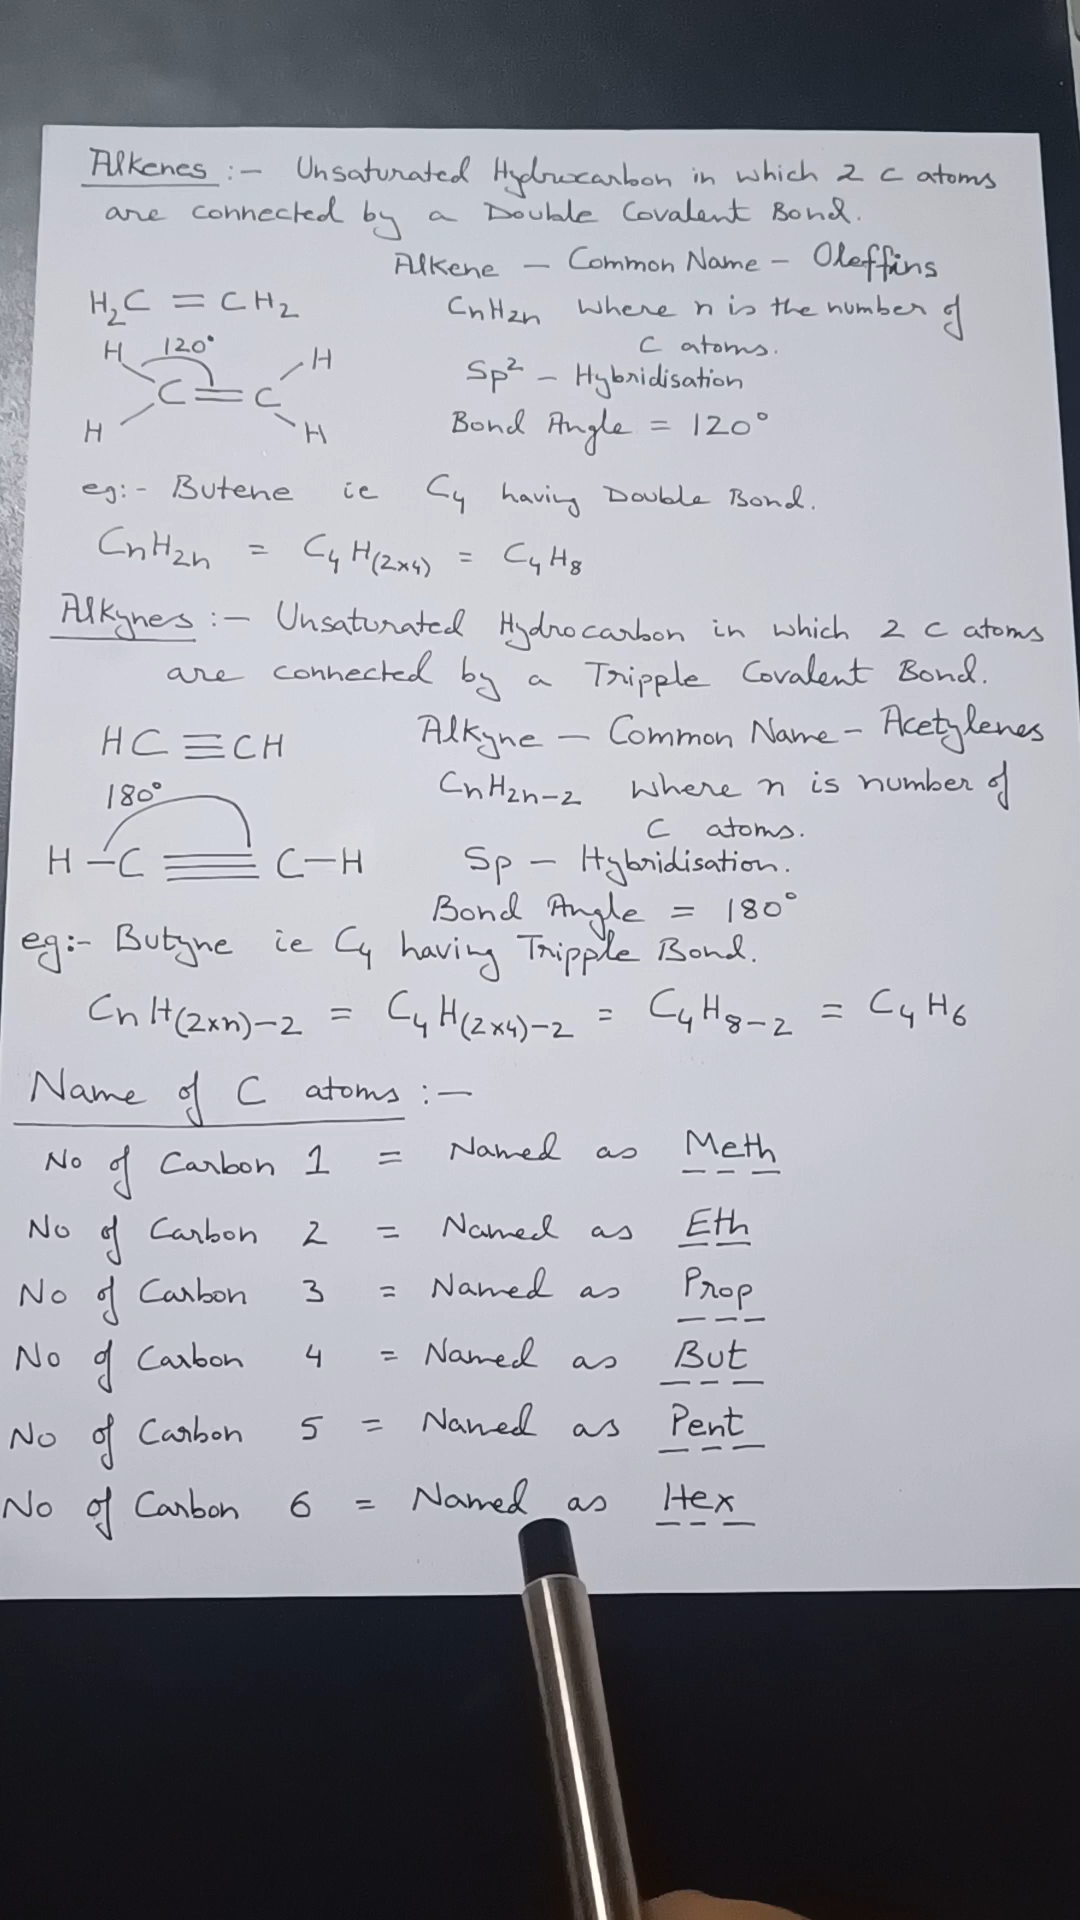 Alkenes :- Unsaturated Hydrocarbon in which 2 C atoms
are connected by a Double Covalent Bond.
Alkene - Common Name - Oleffins
H₂C = CH₂
CnH2n where n is the number of
C atoms.
H 120° H
C = C
H H
Sp² - Hybridisation
Bond Angle = 120°
eg:- Butene ie C₄ having Double Bond.
CnH2n = C₄H(2x4) = C₄H₈
Alkynes :- Unsaturated Hydrocarbon in which 2 C atoms
are connected by a Tripple Covalent Bond.
HC ≡ CH
Alkyne - Common Name - Acetylenes
CnH2n-2 where n is number of
C atoms.
180°
H - C ≡ C - H
Sp - Hybridisation.
Bond Angle = 180°
eg:- Butyne ie C₄ having Tripple Bond.
CnH(2xn)-2 = C₄H(2x4)-2 = C₄H8-2 = C₄H₆
Name of C atoms :-
No of Carbon 1 = Named as Meth
No of Carbon 2 = Named as Eth
No of Carbon 3 = Named as Prop
No of Carbon 4 = Named as But
No of Carbon 5 = Named as Pent
No of Carbon 6 = Named as Hex